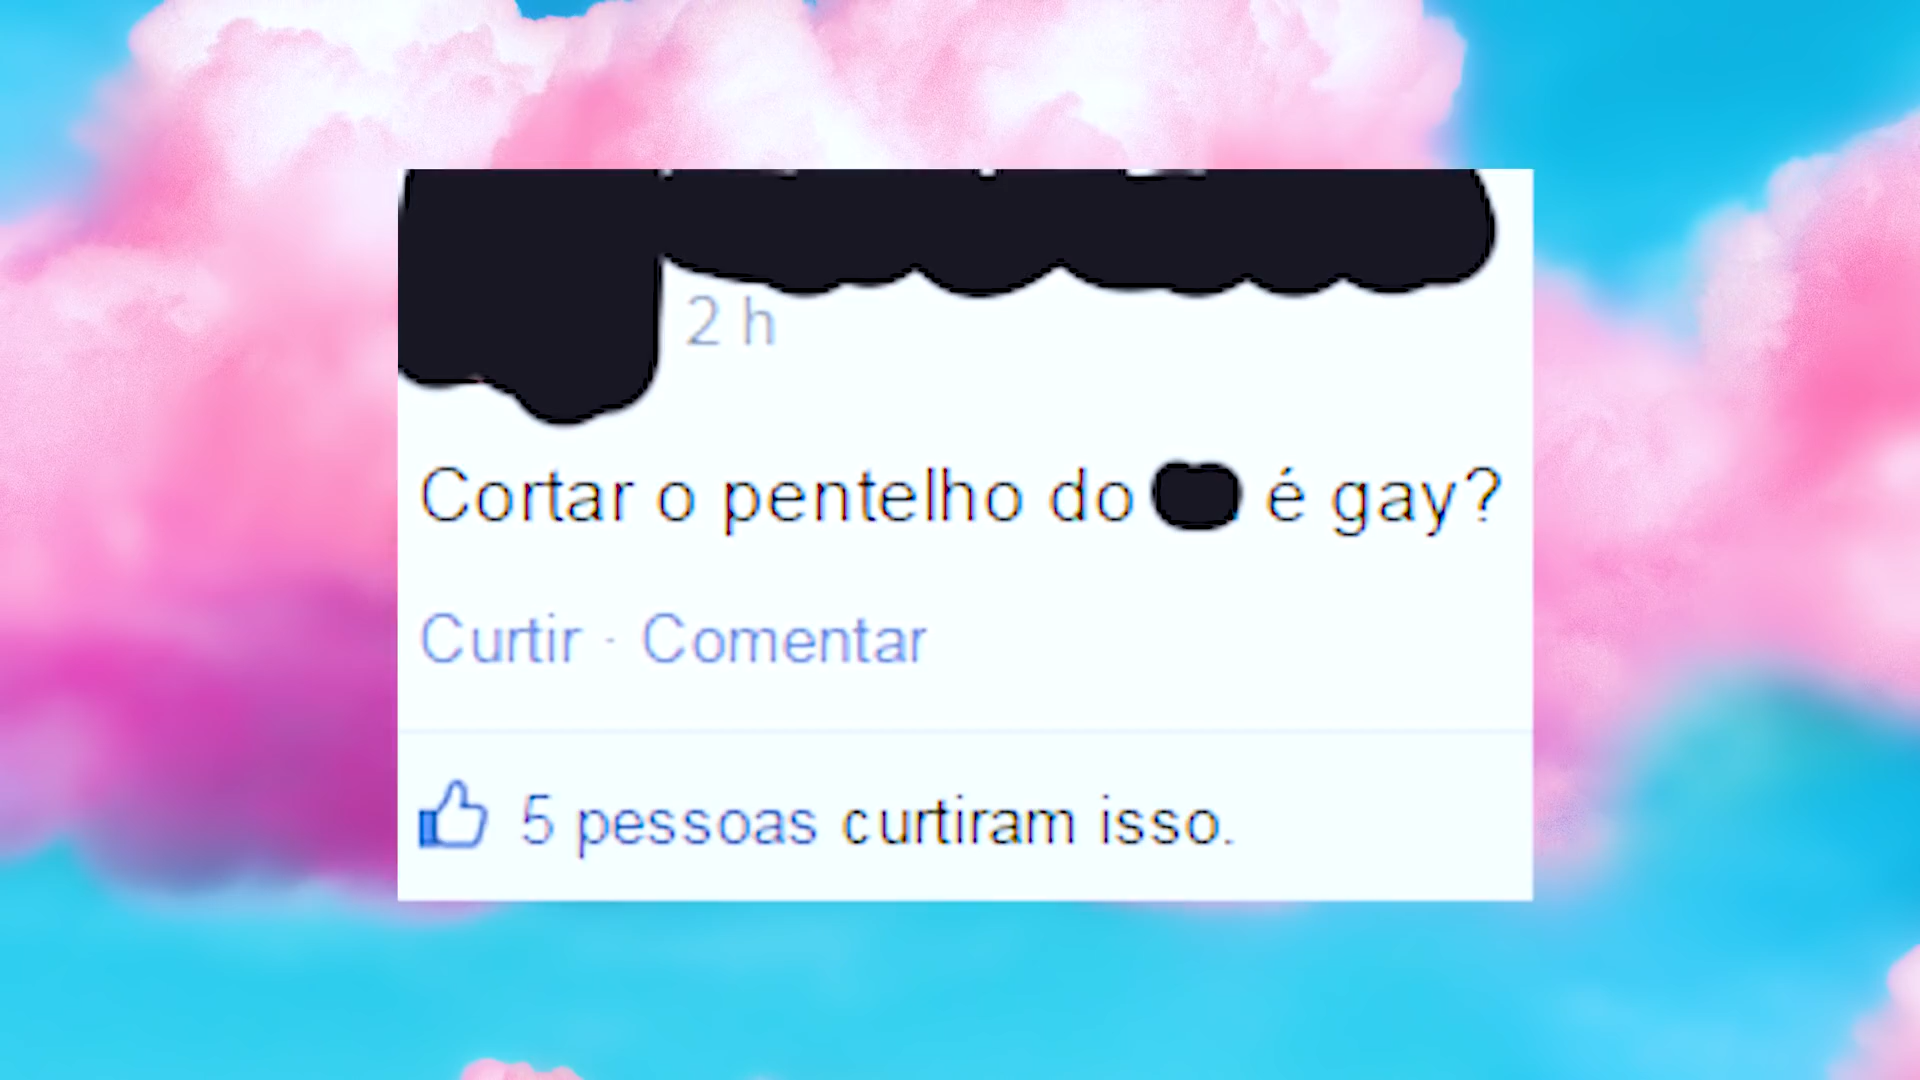 2 h
Cortar o pentelho do é gay?
Curtir · Comentar
5 pessoas curtiram isso.